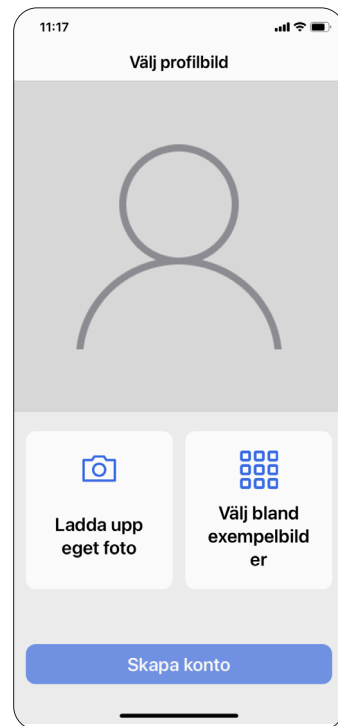 11:17
Välj profilbild
Ladda upp
eget foto
Välj bland
exempelbild
er
Skapa konto